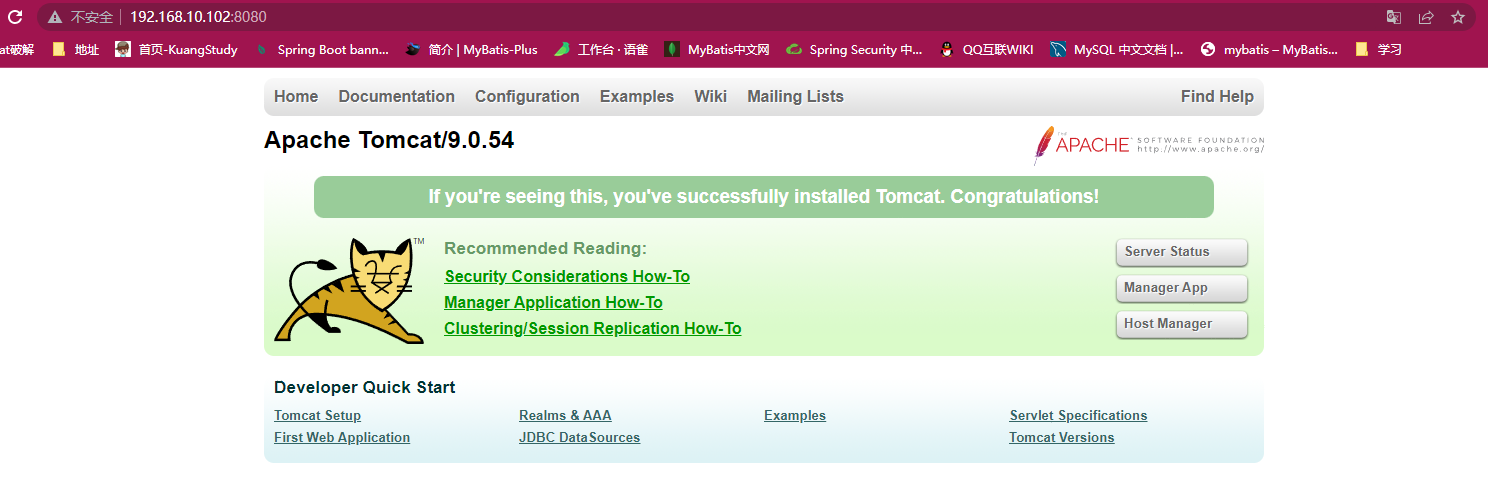 不安全 192.168.10.102:8080
at破解 地址 首页-KuangStudy Spring Boot bann... 简介 | MyBatis-Plus 工作台 · 语雀 MyBatis中文网 Spring Security 中... QQ互联WIKI MySQL 中文文档 |... mybatis – MyBatis... 学习
Home Documentation Configuration Examples Wiki Mailing Lists Find Help
Apache Tomcat/9.0.54
THE APACHE SOFTWARE FOUNDATION
http://www.apache.org/
If you're seeing this, you've successfully installed Tomcat. Congratulations!
TM
Recommended Reading:
Security Considerations How-To
Manager Application How-To
Clustering/Session Replication How-To
Server Status
Manager App
Host Manager
Developer Quick Start
Tomcat Setup Realms & AAA Examples Servlet Specifications
First Web Application JDBC DataSources Tomcat Versions